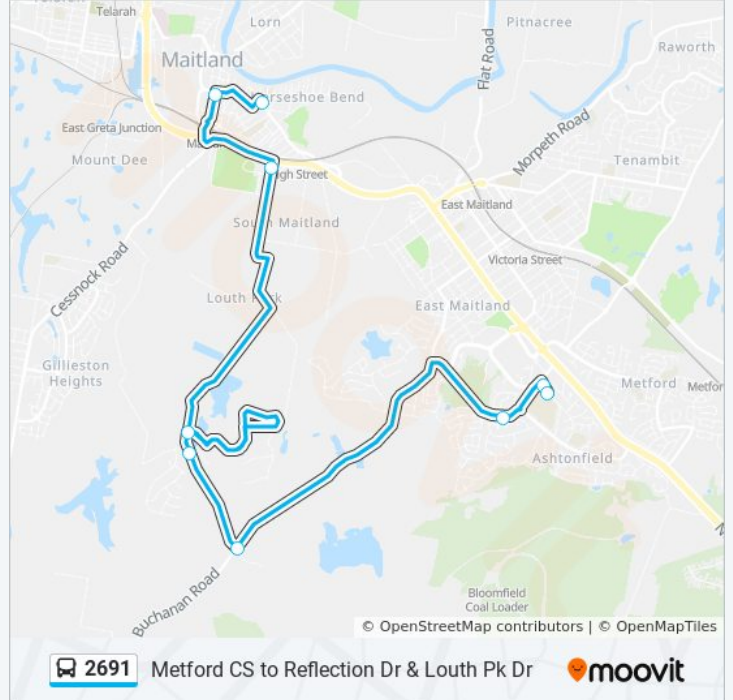 Telarah
Lorn
Pitnacree
Maitland
Flat Road
Raworth
Horseshoe Bend
East Greta Junction
Morpeth Road
Mount Dee
High Street
Tenambit
East Maitland
South Maitland
Victoria Street
Cessnock Road
Louth Park
East Maitland
Gillieston
Heights
Metford
Metfor
Ashtonfield
Buchanan Road
Bloomfield
Coal Loader
© OpenStreetMap contributors | © OpenMapTiles
2691 Metford CS to Reflection Dr & Louth Pk Dr
moovit